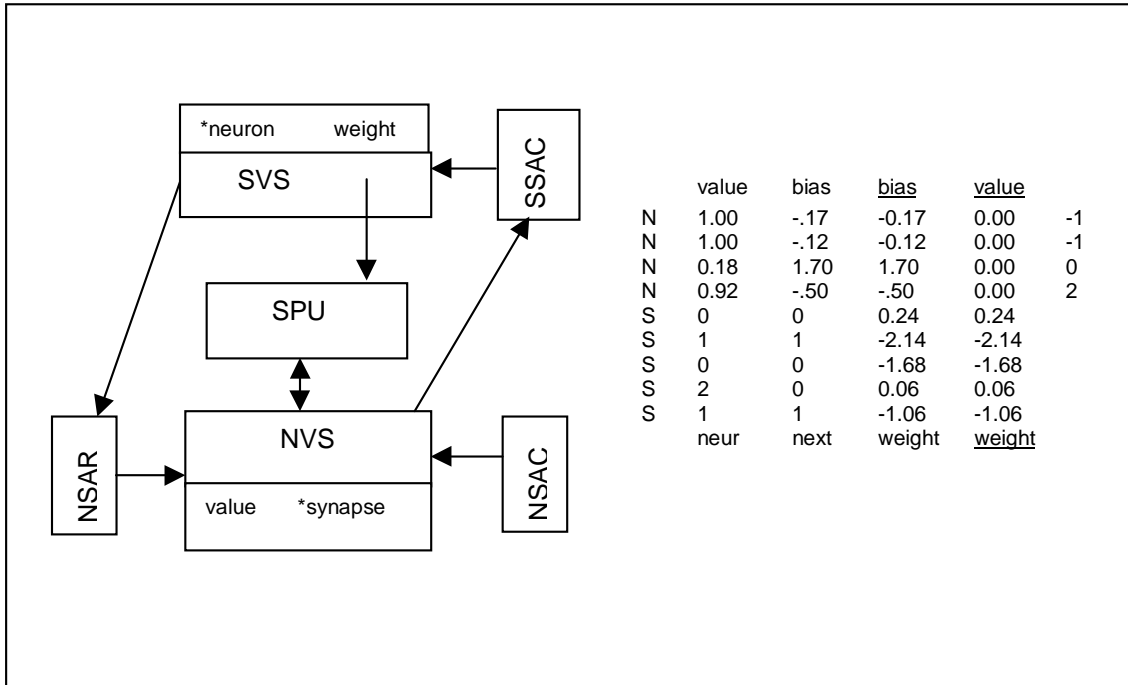 *neuron weight
SVS
SSAC
SPU
NVS
NSAR
NSAC
value *synapse
value bias bias value
N 1.00 -.17 -0.17 0.00 -1
N 1.00 -.12 -0.12 0.00 -1
N 0.18 1.70 1.70 0.00 0
N 0.92 -.50 -.50 0.00 2
S 0 0 0.24 0.24
S 1 1 -2.14 -2.14
S 0 0 -1.68 -1.68
S 2 0 0.06 0.06
S 1 1 -1.06 -1.06
neur next weight weight